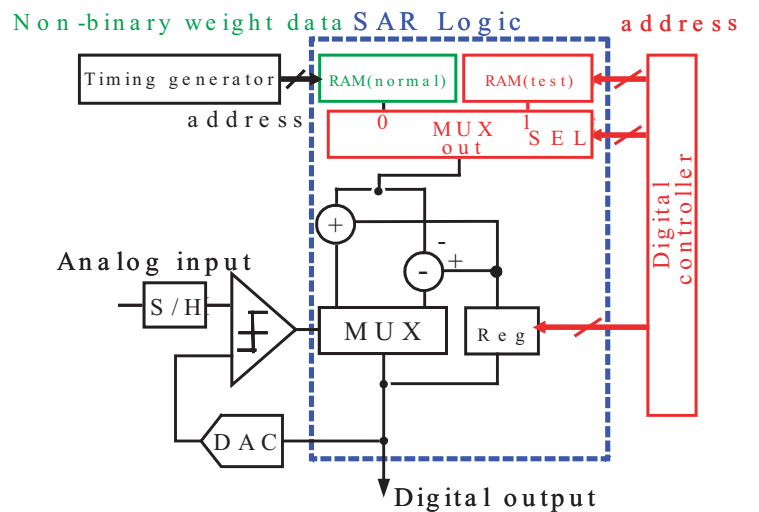 Non-binary weight data SAR Logic address
Timing generator RAM(normal) RAM(test)
address 0 1
MUX SEL
out
Digital controller
+
-
+
-
Analog input
S/H
MUX
Reg
DAC
Digital output